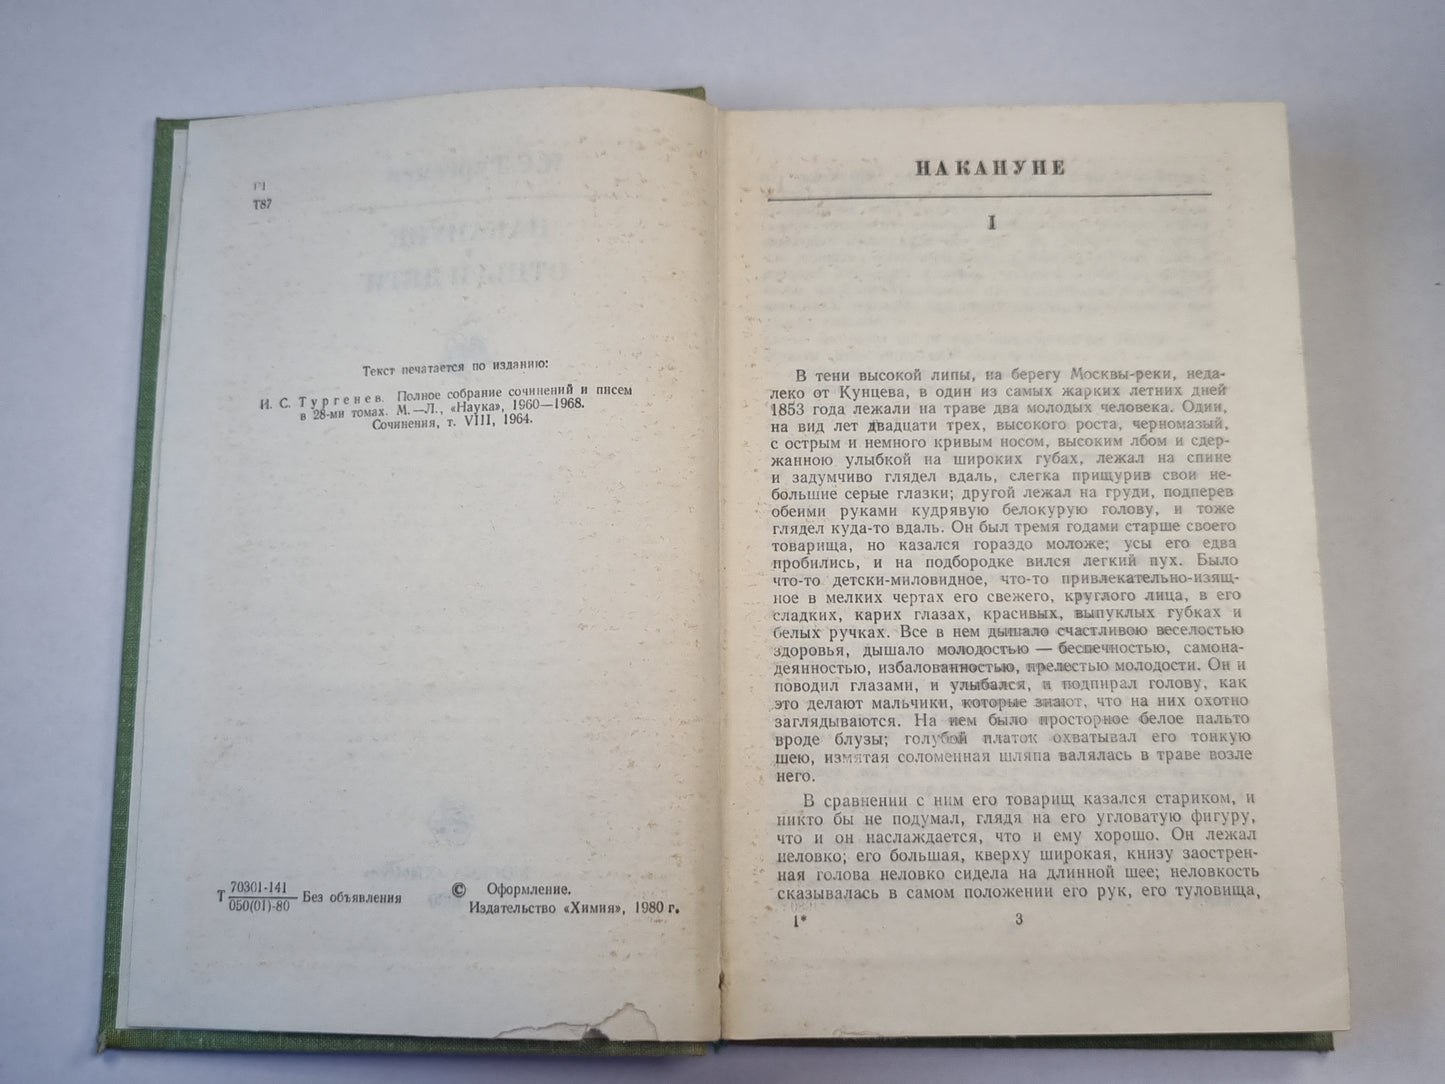 Р1
Т87
Текст печатается по изданию:
И. С. Тургенев. Полное собрание сочинений и писем
в 28-ми томах. М.—Л., «Наука», 1960—1968.
Сочинения, т. VIII, 1964.
Т 70301-141
050(01)-80 Без объявления
© Оформление.
Издательство «Химия», 1980 г.
НАКАНУНЕ
I
В тени высокой липы, на берегу Москвы-реки, неда-
леко от Кунцева, в один из самых жарких летних дней
1853 года лежали на траве два молодых человека. Один,
на вид лет двадцати трех, высокого роста, черномазый,
с острым и немного кривым носом, высоким лбом и сдер-
жанною улыбкой на широких губах, лежал на спине
и задумчиво глядел вдаль, слегка прищурив свои не-
большие серые глазки; другой лежал на груди, подперев
обеими руками кудрявую белокурую голову, и тоже
глядел куда-то вдаль. Он был тремя годами старше своего
товарища, но казался гораздо моложе; усы его едва
пробились, и на подбородке вился легкий пух. Было
что-то детски-миловидное, что-то привлекательно-изящ-
ное в мелких чертах его свежего, круглого лица, в его
сладких, карих глазах, красивых, выпуклых губках и
белых ручках. Все в нем дышало счастливою веселостью
здоровья, дышало молодостью — беспечностью, самона-
деянностью, избалованностью, прелестью молодости. Он и
поводил глазами, и улыбался, и подпирал голову, как
это делают мальчики, которые знают, что на них охотно
заглядываются. На нем было просторное белое пальто
вроде блузы; голубой платок охватывал его тонкую
шею, измятая соломенная шляпа валялась в траве возле
него.
В сравнении с ним его товарищ казался стариком, и
никто бы не подумал, глядя на его угловатую фигуру,
что и он наслаждается, что и ему хорошо. Он лежал
неловко; его большая, кверху широкая, книзу заострен-
ная голова неловко сидела на длинной шее; неловкость
сказывалась в самом положении его рук, его туловища,
1*
3